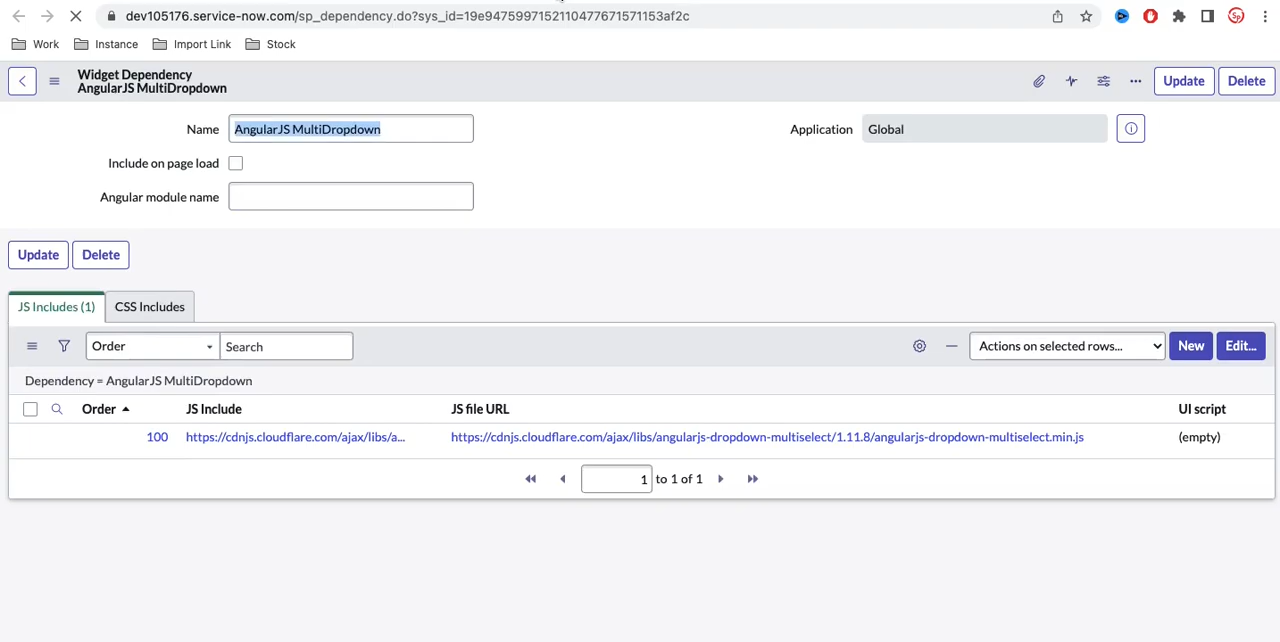 dev105176.service-now.com/sp_dependency.do?sys_id=19e9475997152110477671571153af2c
Work Instance Import Link Stock
Widget Dependency
AngularJS MultiDropdown
Update Delete
Name AngularJS MultiDropdown Application Global
Include on page load
Angular module name
Update Delete
JS Includes (1) CSS Includes
Order Search Actions on selected rows... New Edit...
Dependency = AngularJS MultiDropdown
Order JS Include JS file URL UI script
100 https://cdnjs.cloudflare.com/ajax/libs/a... https://cdnjs.cloudflare.com/ajax/libs/angularjs-dropdown-multiselect/1.11.8/angularjs-dropdown-multiselect.min.js (empty)
1 to 1 of 1